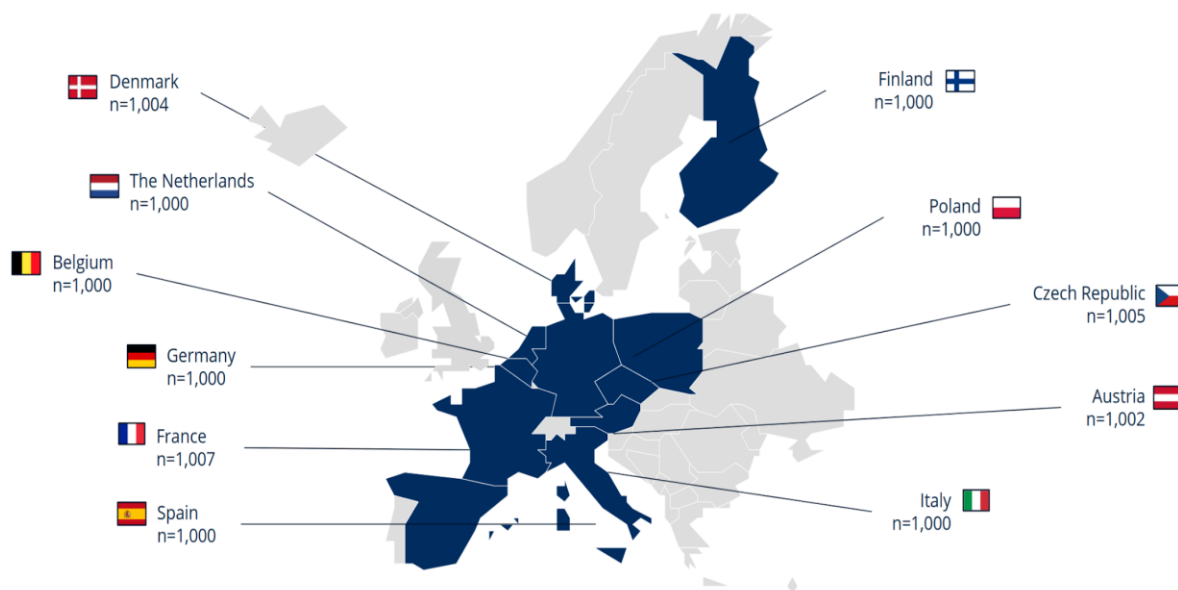 Denmark
n=1,004
The Netherlands
n=1,000
Belgium
n=1,000
Germany
n=1,000
France
n=1,007
Spain
n=1,000
Finland
n=1,000
Poland
n=1,000
Czech Republic
n=1,005
Austria
n=1,002
Italy
n=1,000